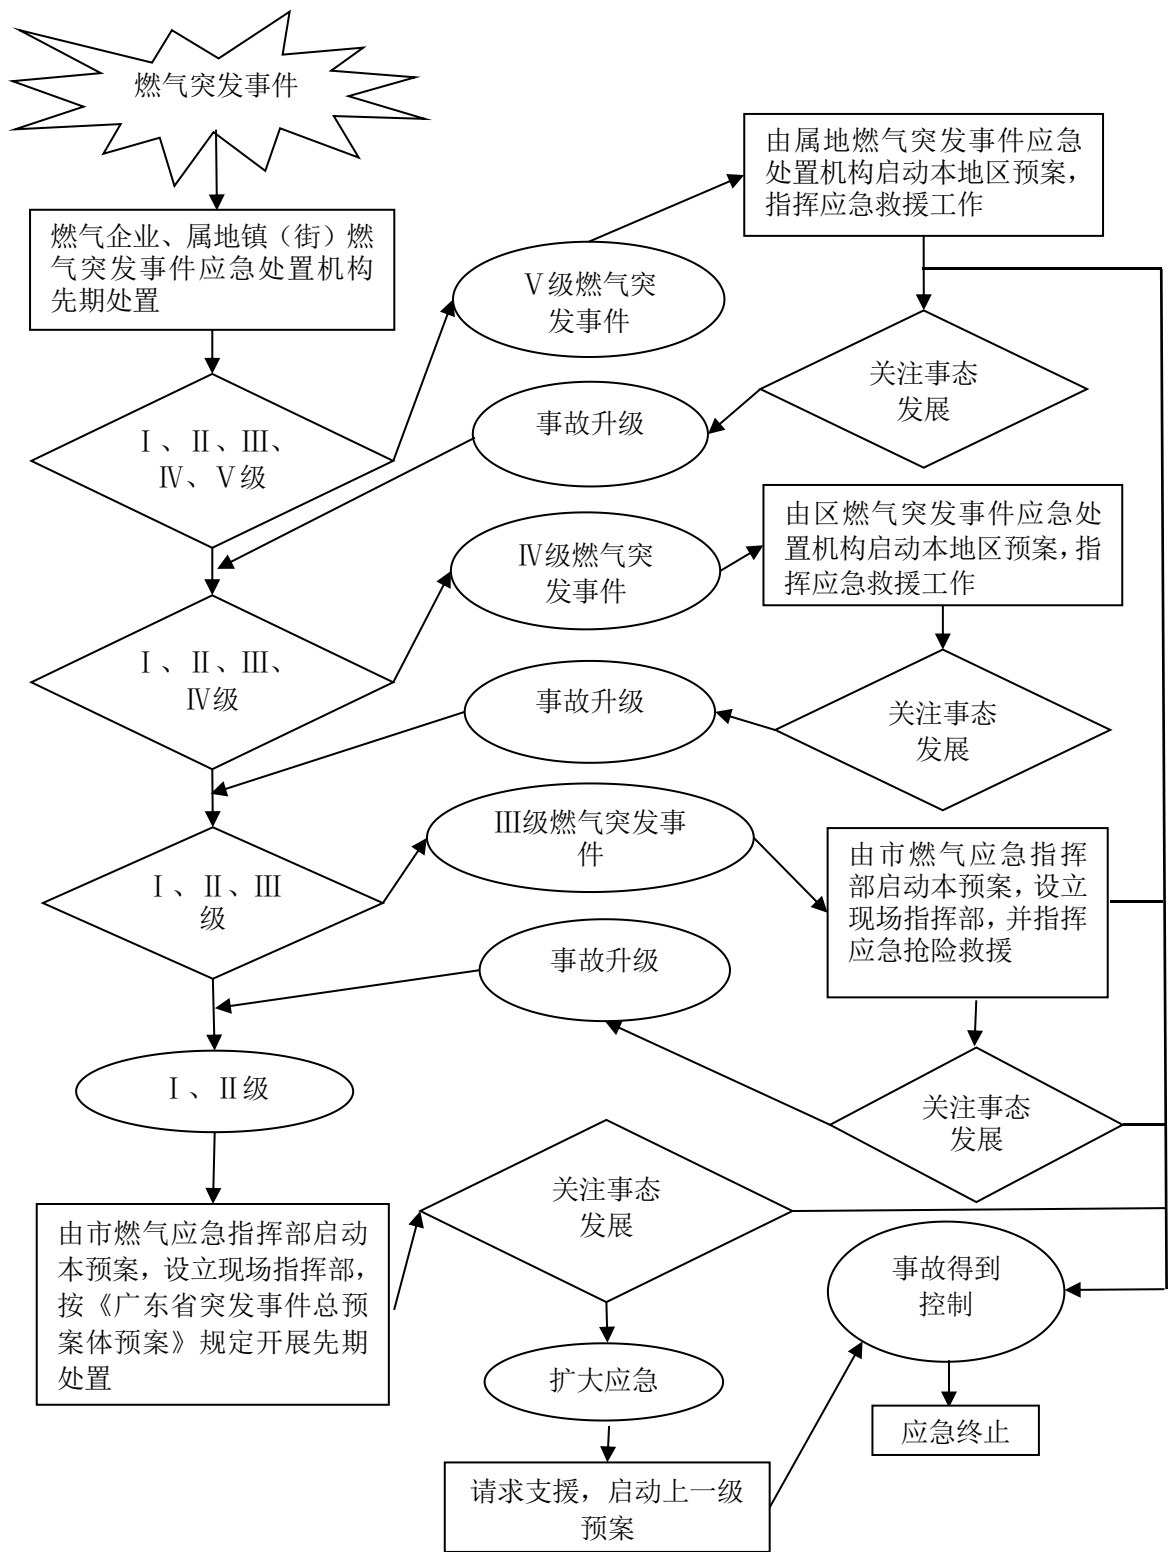 燃气突发事件
由属地燃气突发事件应急
处置机构启动本地区预案,
指挥应急救援工作
燃气企业、属地镇（街）燃
气突发事件应急处置机构
先期处置
Ⅴ级燃气突
发事件
关注事态
发展
事故升级
Ⅰ、Ⅱ、Ⅲ、
Ⅳ、Ⅴ级
由区燃气突发事件应急处
置机构启动本地区预案,指
挥应急救援工作
Ⅳ级燃气突
发事件
Ⅰ、Ⅱ、Ⅲ、
Ⅳ级
事故升级
关注事态
发展
Ⅲ级燃气突发事
件
由市燃气应急指挥
部启动本预案,设立
现场指挥部,并指挥
应急抢险救援
Ⅰ、Ⅱ、Ⅲ
级
事故升级
Ⅰ、Ⅱ级
关注事态
发展
关注事态
发展
由市燃气应急指挥部启动
本预案,设立现场指挥部,
按《广东省突发事件总预
案体预案》规定开展先期
处置
事故得到
控制
扩大应急
应急终止
请求支援，启动上一级
预案